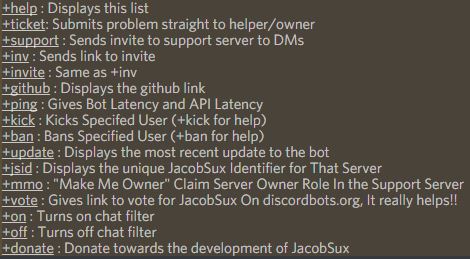 +help : Displays this list
+ticket: Submits problem straight to helper/owner
+support : Sends invite to support server to DMs
+inv : Sends link to invite
+invite : Same as +inv
+github : Displays the github link
+ping : Gives Bot Latency and API Latency
+kick : Kicks Specifed User (+kick for help)
+ban : Bans Specified User (+ban for help)
+update : Displays the most recent update to the bot
+jsid : Displays the unique JacobSux Identifier for That Server
+mmo : "Make Me Owner" Claim Server Owner Role In the Support Server
+vote : Gives link to vote for JacobSux On discordbots.org, It really helps!!
+on : Turns on chat filter
+off : Turns off chat filter
+donate : Donate towards the development of JacobSux